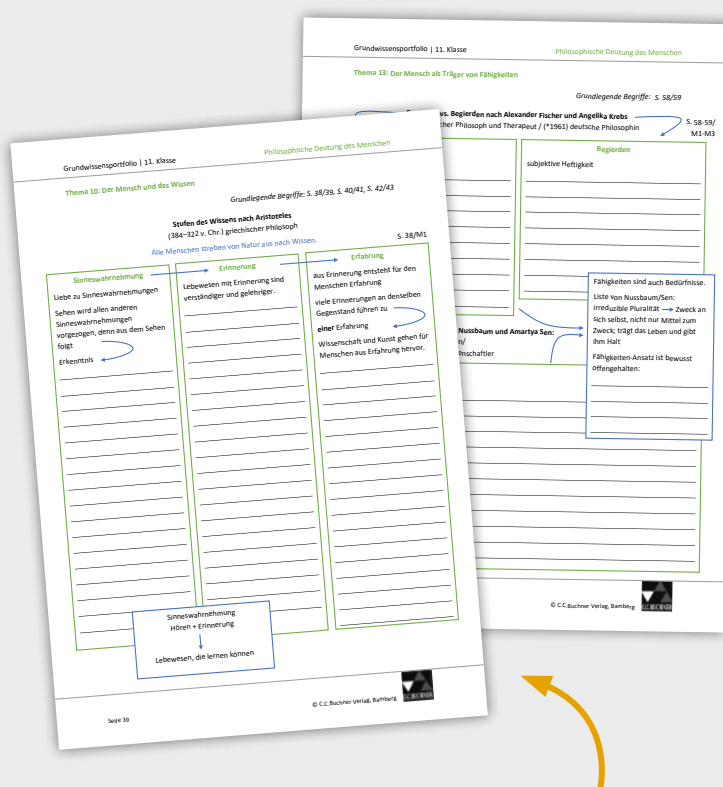 Grundwissensportfolio | 11. Klasse
Philosophische Deutung des Menschen
Thema 13: Der Mensch als Träger von Fähigkeiten
Grundlegende Begriffe: S. 58/59
vs. Begierden nach Alexander Fischer und Angelika Krebs
cher Philosoph und Therapeut / (*1961) deutsche Philosophin
S. 58-59/
M1-M3
Begierden
subjektive Heftigkeit
Fähigkeiten sind auch Bedürfnisse.
Liste von Nussbaum/Sen:
irreduzible Pluralität → Zweck an
sich selbst, nicht nur Mittel zum
Zweck; trägt das Leben und gibt
ihm Halt
Fähigkeiten-Ansatz ist bewusst
offengehalten:
Nussbaum und Amartya Sen:
n/
nschaftler
© C.C.Buchner Verlag, Bamberg
C.C.BUCHNER
Grundwissensportfolio | 11. Klasse
Philosophische Deutung des Menschen
Thema 10: Der Mensch und das Wissen
Grundlegende Begriffe: S. 38/39, S. 40/41, S. 42/43
Stufen des Wissens nach Aristoteles
(384–322 v. Chr.) griechischer Philosoph
S. 38/M1
Alle Menschen streben von Natur aus nach Wissen.
Sinneswahrnehmung
Liebe zu Sinneswahrnehmungen
Sehen wird allen anderen
Sinneswahrnehmungen
vorgezogen, denn aus dem Sehen
folgt
Erkenntnis
Erinnerung
Lebewesen mit Erinnerung sind
verständiger und gelehriger.
Erfahrung
aus Erinnerung entsteht für den
Menschen Erfahrung
viele Erinnerungen an denselben
Gegenstand führen zu
einer Erfahrung
Wissenschaft und Kunst gehen für
Menschen aus Erfahrung hervor.
Sinneswahrnehmung
Hören + Erinnerung
Lebewesen, die lernen können
Seite 39
© C.C.Buchner Verlag, Bamberg
C.C.BUCHNER